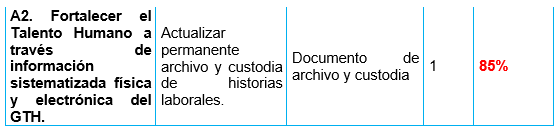 A2. Fortalecer el
Talento Humano a
través de
información
sistematizada física
y electrónica del
GTH.
Actualizar
permanente
archivo y custodia
de historias
laborales.
Documento de
archivo y custodia
1
85%